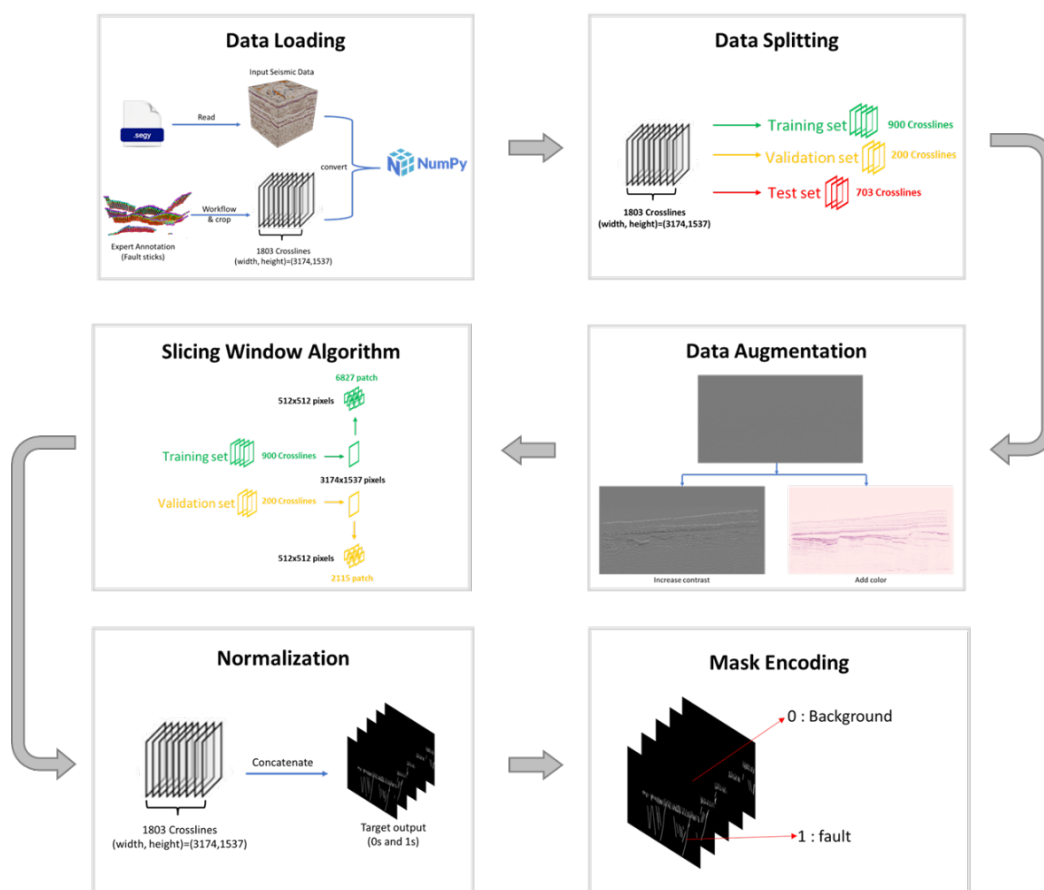 Data Loading
Input Seismic Data
.segy
Read
convert
NumPy
Workflow
& crop
Expert Annotation
(Fault sticks)
1803 Crosslines
(width, height)=(3174,1537)
Data Splitting
Training set
900 Crosslines
Validation set
200 Crosslines
Test set
703 Crosslines
1803 Crosslines
(width, height)=(3174,1537)
Data Augmentation
Increase contrast
Add color
Slicing Window Algorithm
6827 patch
512x512 pixels
Training set
900 Crosslines
3174x1537 pixels
Validation set
200 Crosslines
512x512 pixels
2115 patch
Normalization
Concatenate
1803 Crosslines
(width, height)=(3174,1537)
Target output
(0s and 1s)
Mask Encoding
0 : Background
1 : fault